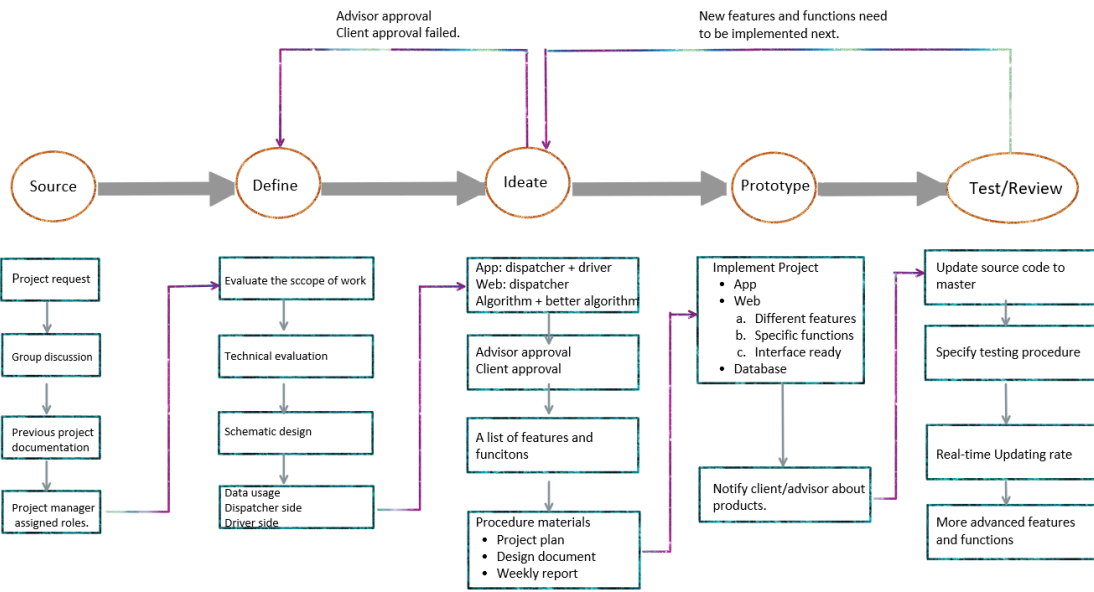 Advisor approval
Client approval failed.
New features and functions need
to be implemented next.
Source
Define
Ideate
Prototype
Test/Review
Project request
Group discussion
Previous project
documentation
Project manager
assigned roles.
Evaluate the sccope of work
Technical evaluation
Schematic design
Data usage
Dispatcher side
Driver side
App: dispatcher + driver
Web: dispatcher
Algorithm + better algorithm
Advisor approval
Client approval
A list of features and
funcitons
Procedure materials
• Project plan
• Design document
• Weekly report
Implement Project
• App
• Web
a. Different features
b. Specific functions
c. Interface ready
• Database
Notify client/advisor about
products.
Update source code to
master
Specify testing procedure
Real-time Updating rate
More advanced features
and functions